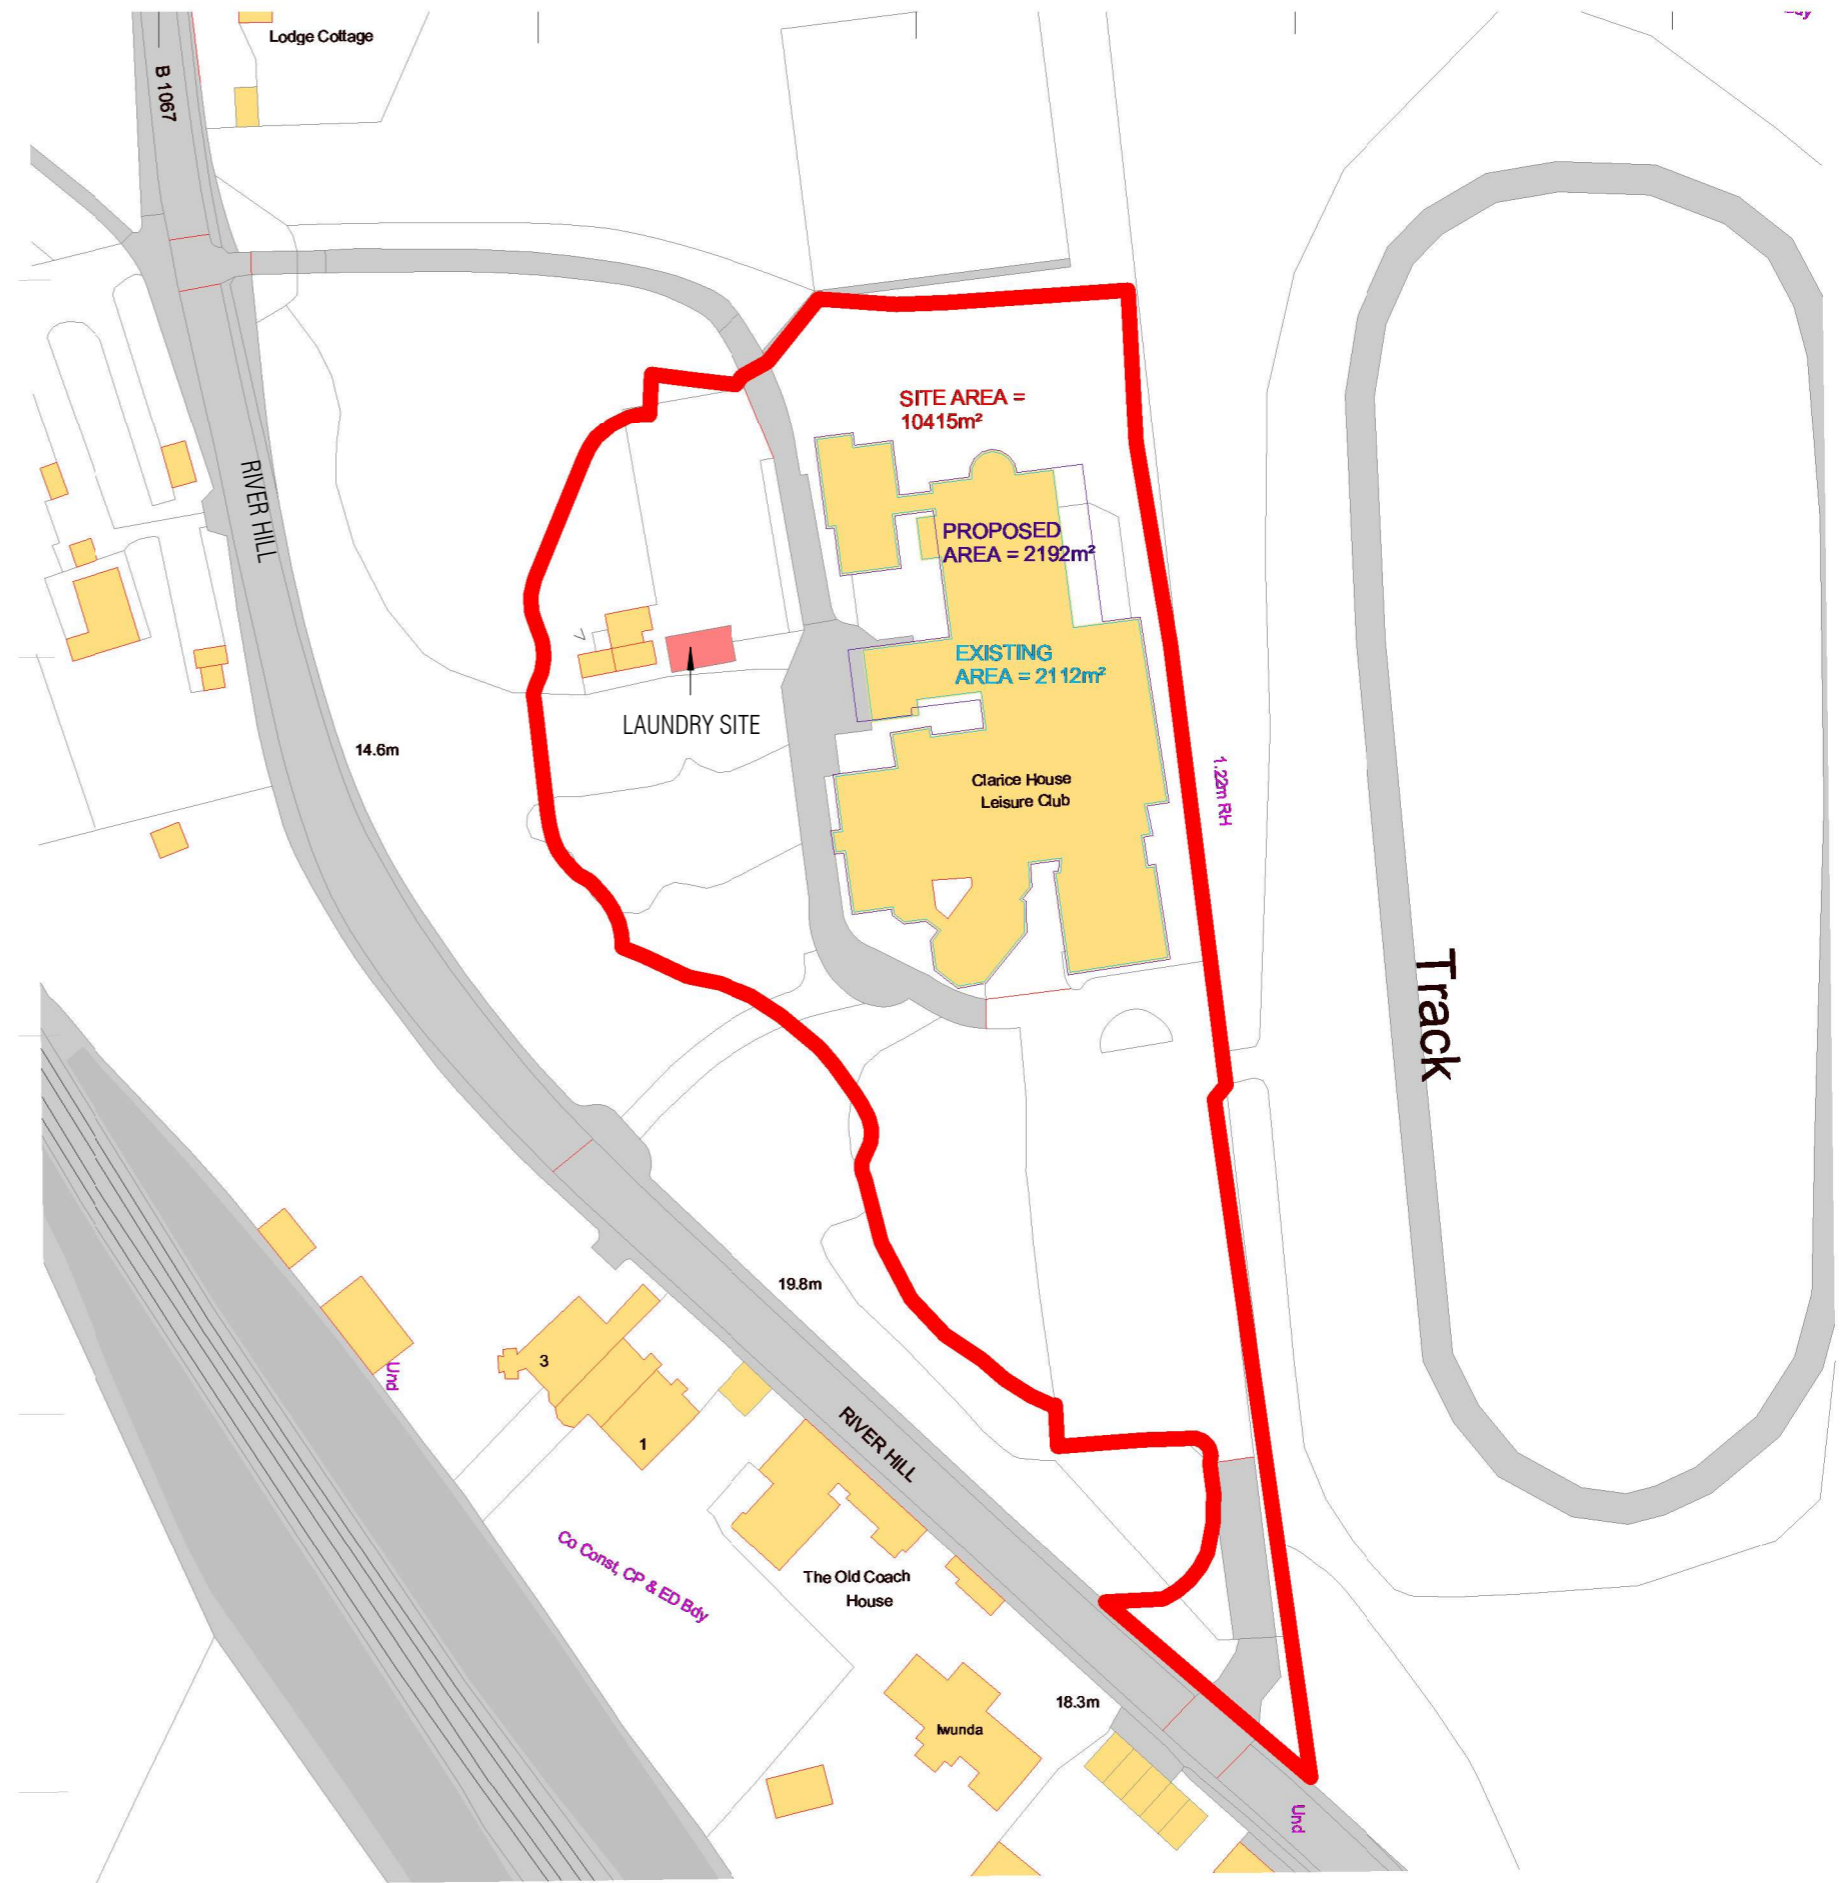 Lodge Cottage
B 1067
SITE AREA =
10415m²
RIVER HILL
PROPOSED
AREA = 2192m²
EXISTING
AREA = 2112m²
LAUNDRY SITE
14.6m
Clarice House
Leisure Club
1.22m RH
Track
19.8m
3
Und
1
RIVER HILL
Co Const, CP & ED Bdy
The Old Coach
House
18.3m
Iwunda
Und